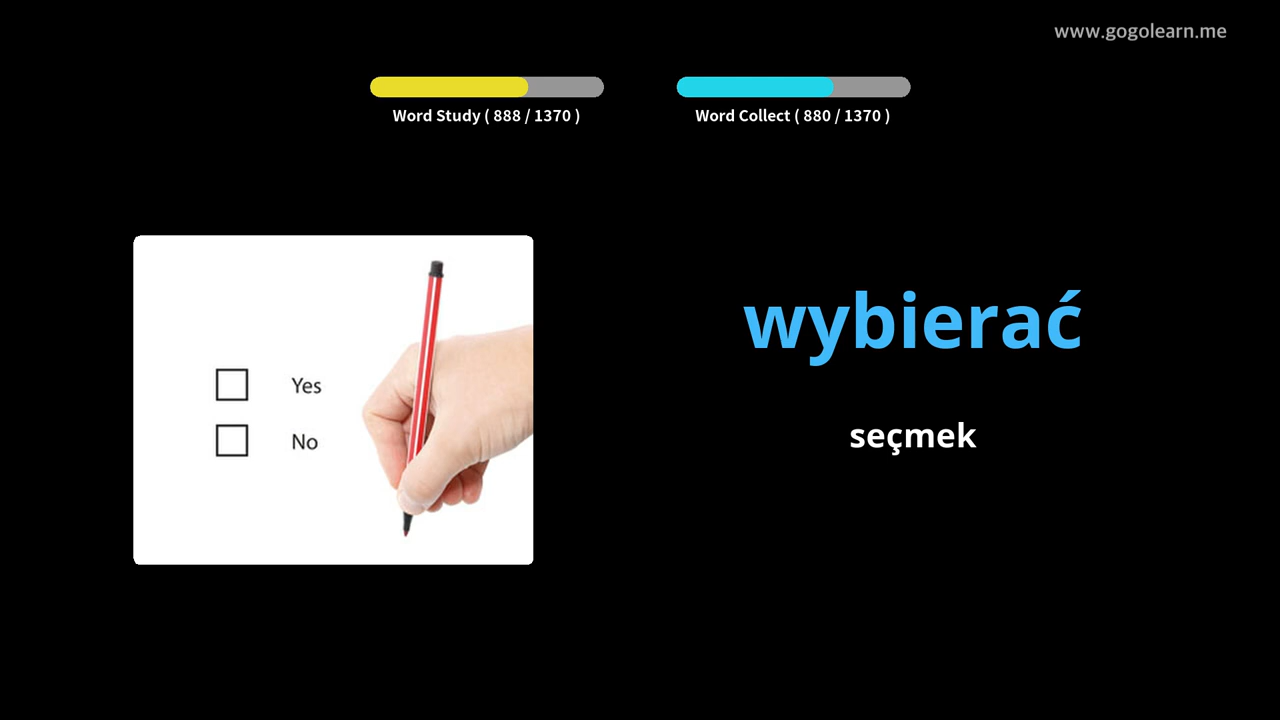 www.gogolearn.me
Word Study ( 888 / 1370 )
Word Collect ( 880 / 1370 )
Yes
No
wybierać
seçmek